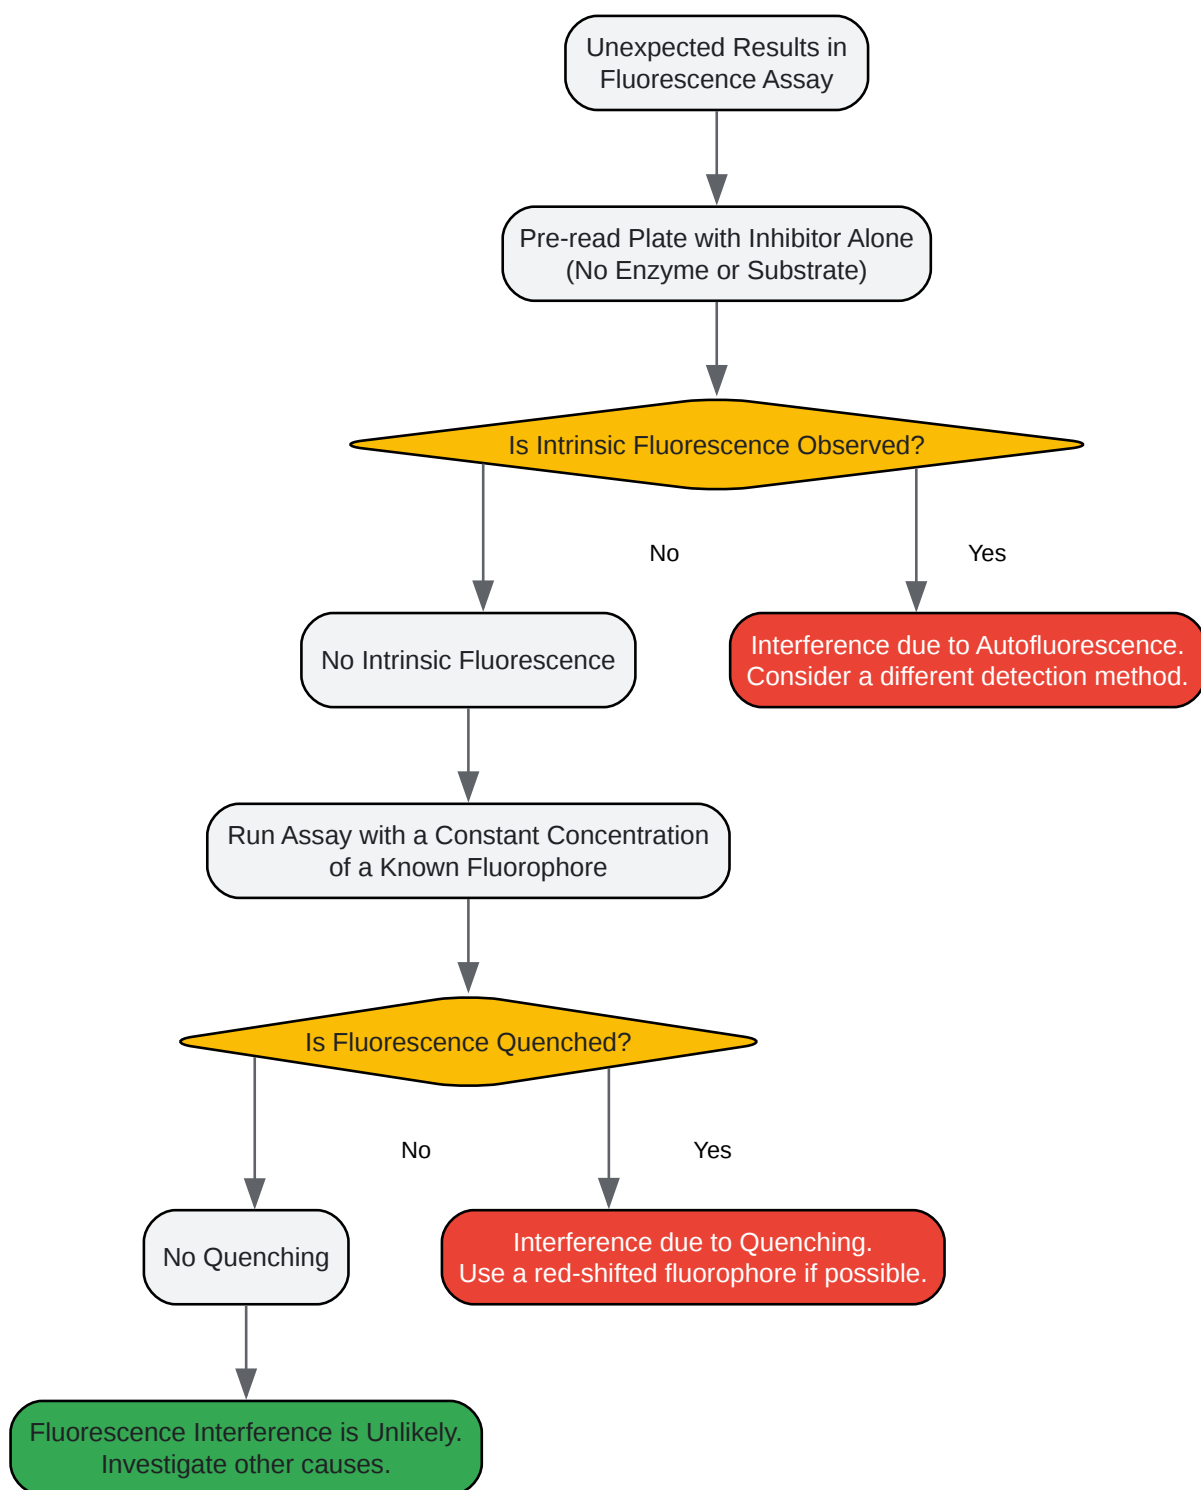 Unexpected Results in
Fluorescence Assay
Pre-read Plate with Inhibitor Alone
(No Enzyme or Substrate)
Is Intrinsic Fluorescence Observed?
No
Yes
No Intrinsic Fluorescence
Interference due to Autofluorescence.
Consider a different detection method.
Run Assay with a Constant Concentration
of a Known Fluorophore
Is Fluorescence Quenched?
No
Yes
No Quenching
Interference due to Quenching.
Use a red-shifted fluorophore if possible.
Fluorescence Interference is Unlikely.
Investigate other causes.